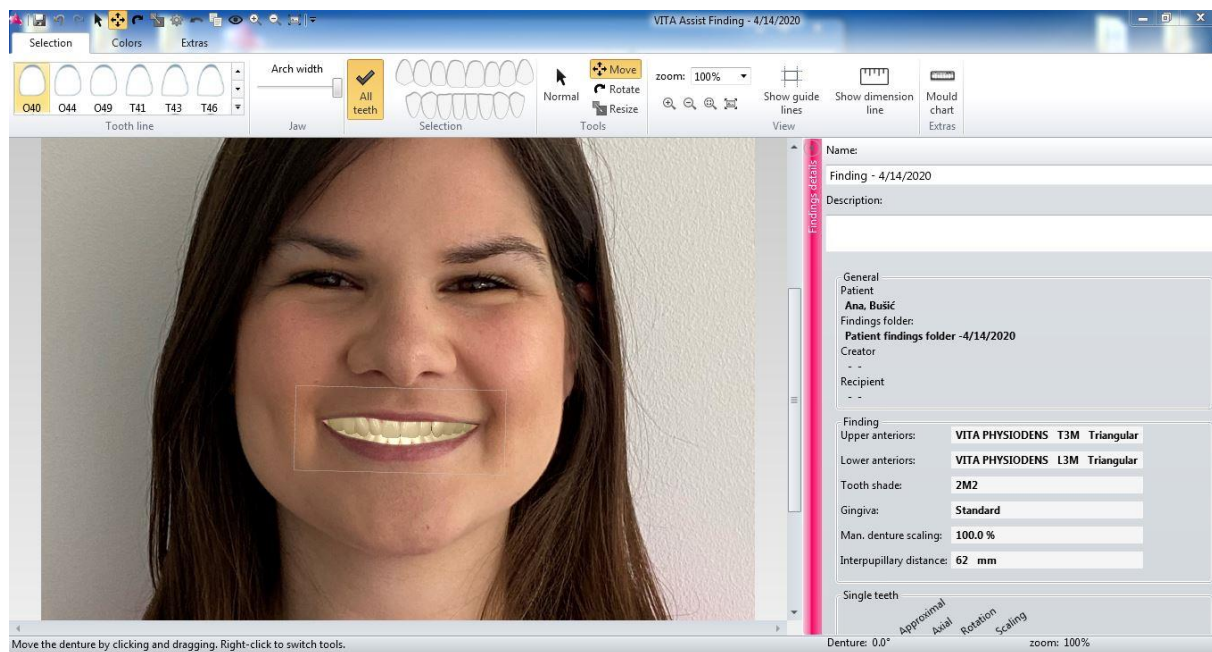 VITA Assist Finding - 4/14/2020
Selection Colors Extras
O40 O44 O49 T41 T43 T46
Tooth line
Arch width
Jaw
All teeth
Selection
Normal
Move
Rotate
Resize
Tools
zoom: 100%
Show guide lines
Show dimension line
View
Mould chart
Extras
Findings details
Name:
Finding - 4/14/2020
Description:
General
Patient
Ana, Bušić
Findings folder:
Patient findings folder -4/14/2020
Creator
- -
Recipient
- -
Finding
Upper anteriors: VITA PHYSIODENS T3M Triangular
Lower anteriors: VITA PHYSIODENS L3M Triangular
Tooth shade: 2M2
Gingiva: Standard
Man. denture scaling: 100.0 %
Interpupillary distance: 62 mm
Single teeth
Approximal
Axial
Rotation
Scaling
Move the denture by clicking and dragging. Right-click to switch tools.
Denture: 0.0° zoom: 100%